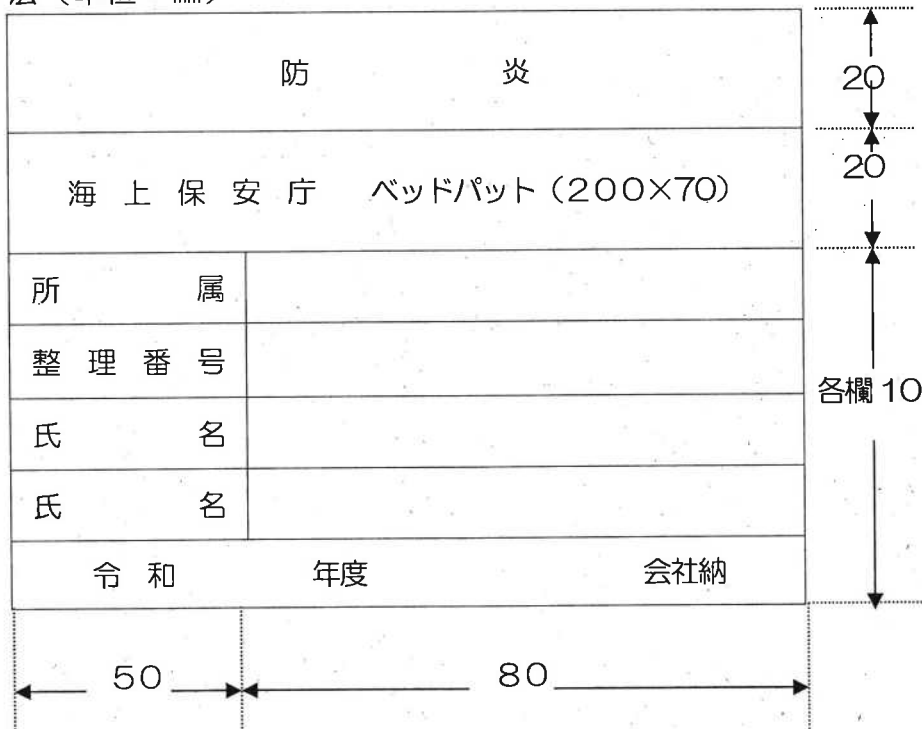 法(単位 ㎜)
防 炎
20
海上保安庁 ベッドパット(200×70)
20
所 属
整理番号
氏 名
氏 名
各欄10
令和 年度 会社納
50 80